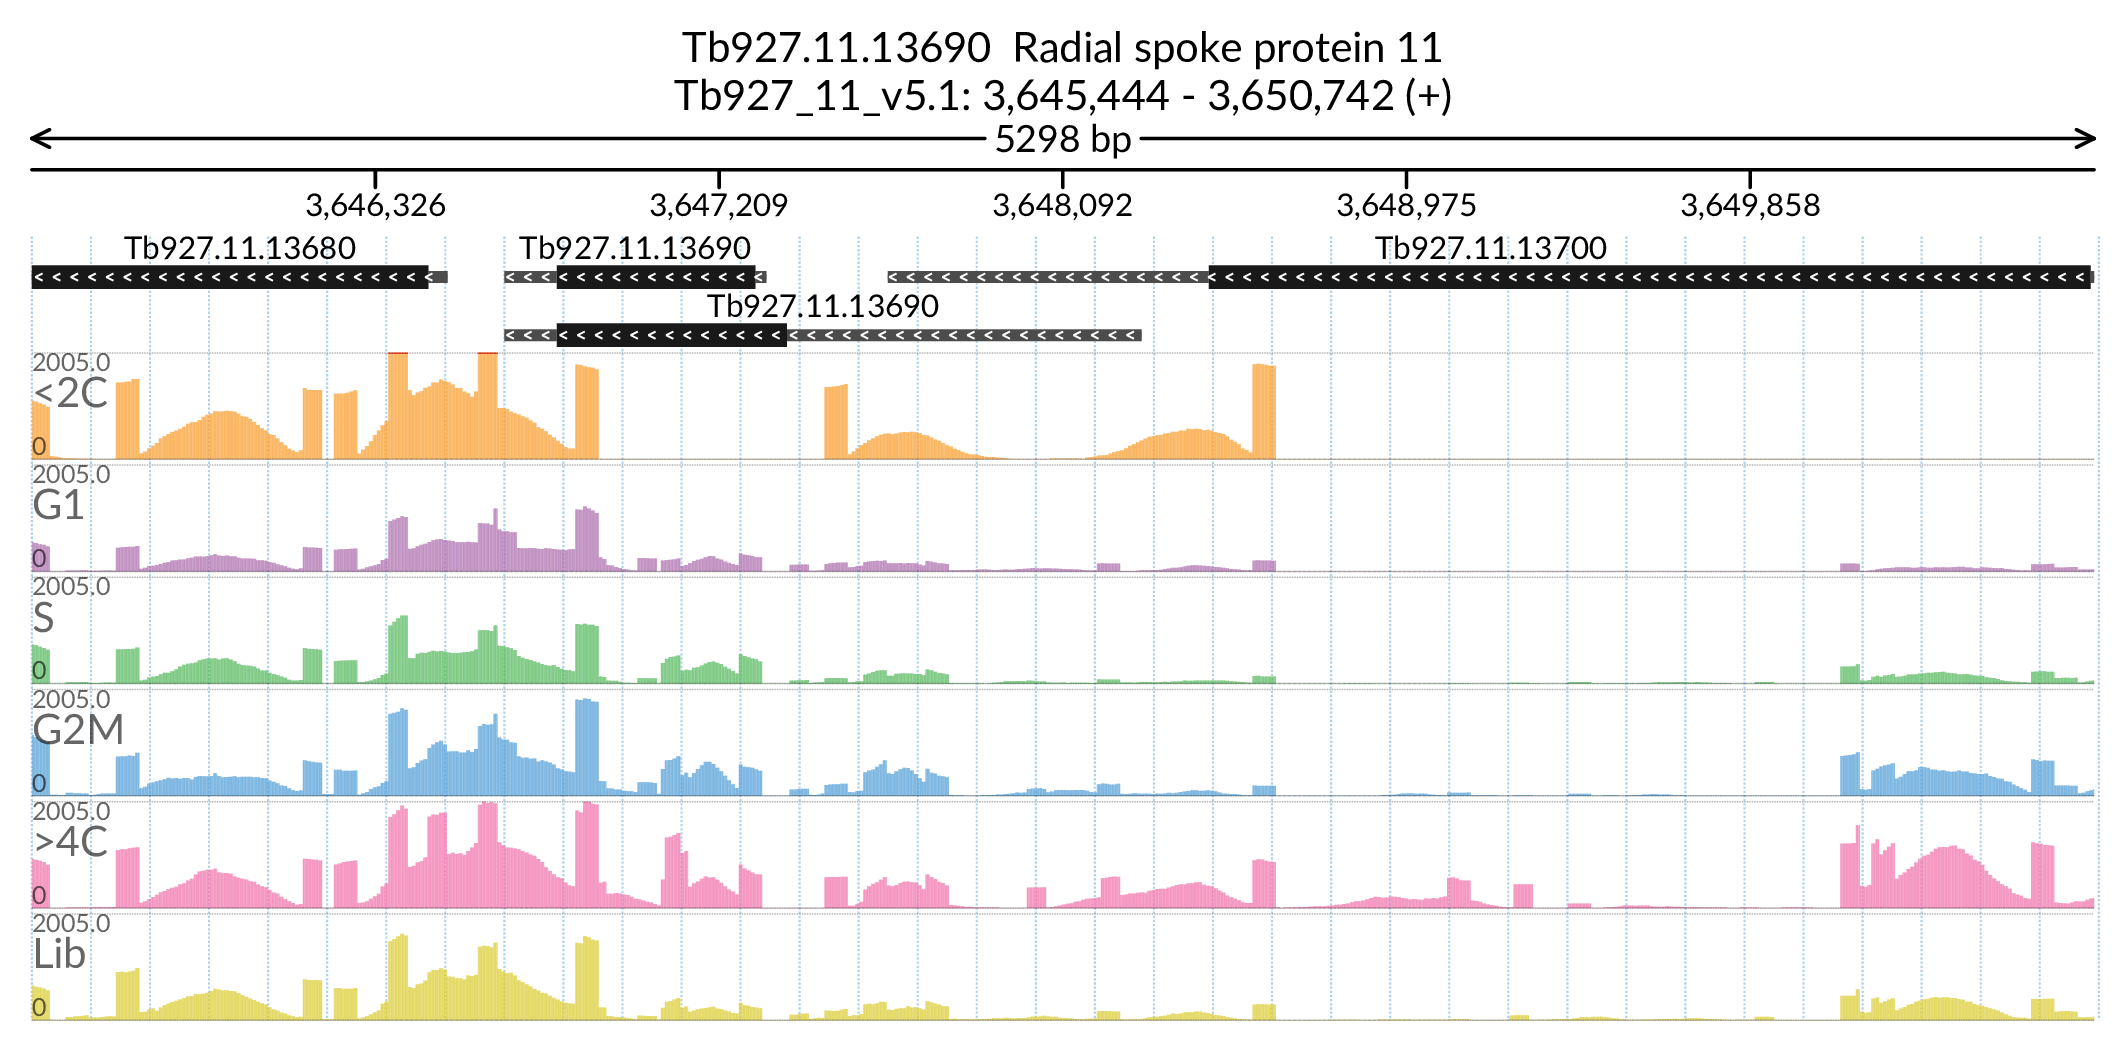 Tb927.11.13690  Radial spoke protein 11
Tb927_11_v5.1: 3,645,444 - 3,650,742 (+)
5298 bp
3,646,326 3,647,209 3,648,092 3,648,975 3,649,858
Tb927.11.13680 Tb927.11.13690 Tb927.11.13700
Tb927.11.13690
2005.0
<2C
0
2005.0
G1
0
2005.0
S
0
2005.0
G2M
0
2005.0
>4C
0
2005.0
Lib
0